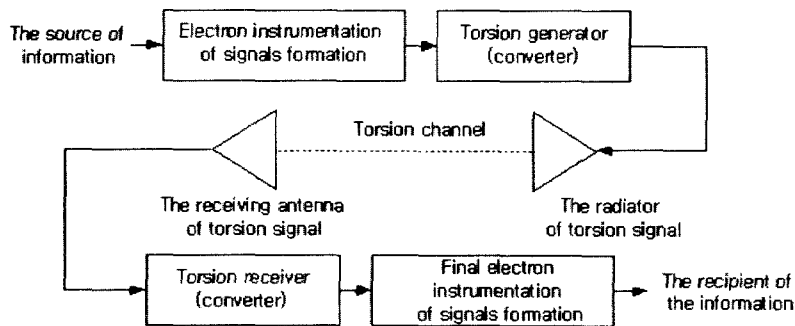 The source of
information
Electron instrumentation
of signals formation
Torsion generator
(converter)
Torsion channel
The receiving antenna
of torsion signal
The radiator
of torsion signal
Torsion receiver
(converter)
Final electron
instrumentation
of signals formation
The recipient of
the information